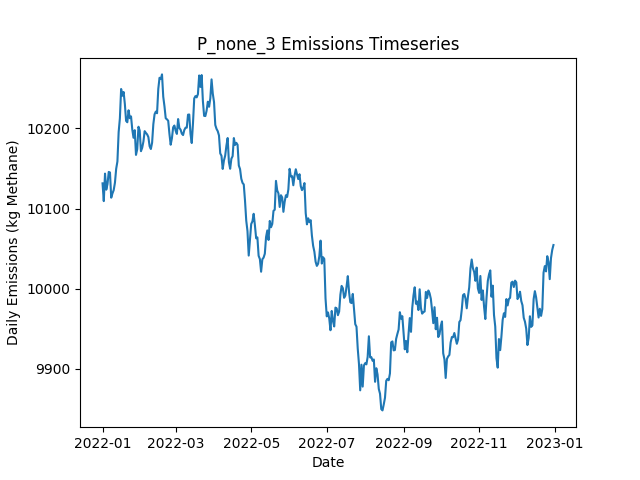 P_none_3 Emissions Timeseries
Daily Emissions (kg Methane)
10200
10100
10000
9900
2022-01 2022-03 2022-05 2022-07 2022-09 2022-11 2023-01
Date